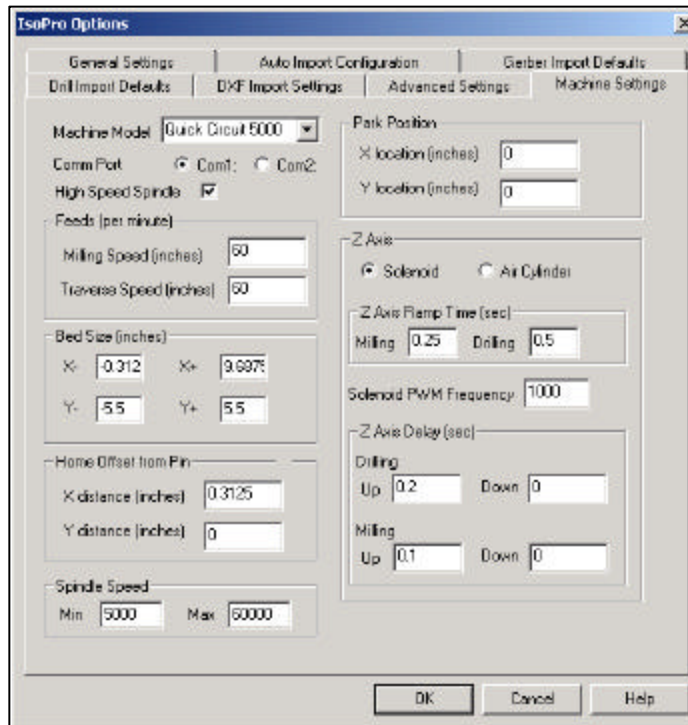 IsoPro Options
General Settings
Auto Import Configuration
Gerber Import Defaults
Drill Import Defaults
DXF Import Settings
Advanced Settings
Machine Settings
Machine Model Quick Circuit 5000
Comm Port Com1: Com2:
High Speed Spindle
Feeds (per minute)
Milling Speed (inches) 60
Traverse Speed (inches) 60
Bed Size (inches)
X- -0.312 X+ 9.6875
Y- -5.5 Y+ 5.5
Home Offset from Pin
X distance (inches) 0.3125
Y distance (inches) 0
Spindle Speed
Min 5000 Max 60000
Park Position
X location (inches) 0
Y location (inches) 0
Z Axis
Solenoid Air Cylinder
Z Axis Ramp Time (sec)
Milling 0.25 Drilling 0.5
Solenoid PWM Frequency 1000
Z Axis Delay (sec)
Drilling
Up 0.2 Down 0
Milling
Up 0.1 Down 0
OK Cancel Help